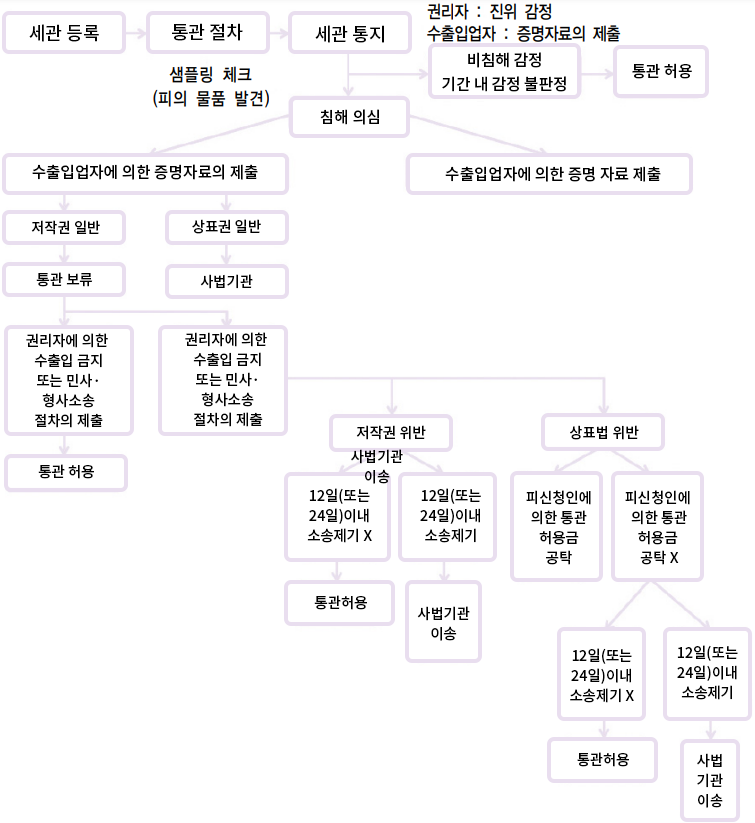 세관 등록
통관 절차
세관 통지
권리자 : 진위 감정
수출입업자 : 증명자료의 제출
샘플링 체크
(피의 물품 발견)
비침해 감정
기간 내 감정 불판정
통관 허용
침해 의심
수출입업자에 의한 증명자료의 제출
수출입업자에 의한 증명 자료 제출
저작권 일반
상표권 일반
통관 보류
사법기관
권리자에 의한
수출입 금지
또는 민사·
형사소송
절차의 제출
권리자에 의한
수출입 금지
또는 민사·
형사소송
절차의 제출
통관 허용
저작권 위반
상표법 위반
사법기관
이송
12일(또는
24일)이내
소송제기 X
12일(또는
24일)이내
소송제기
피신청인에
의한 통관
허용금
공탁
피신청인에
의한 통관
허용금
공탁 X
통관허용
사법기관
이송
12일(또는
24일)이내
소송제기 X
12일(또는
24일)이내
소송제기
통관허용
사법
기관
이송